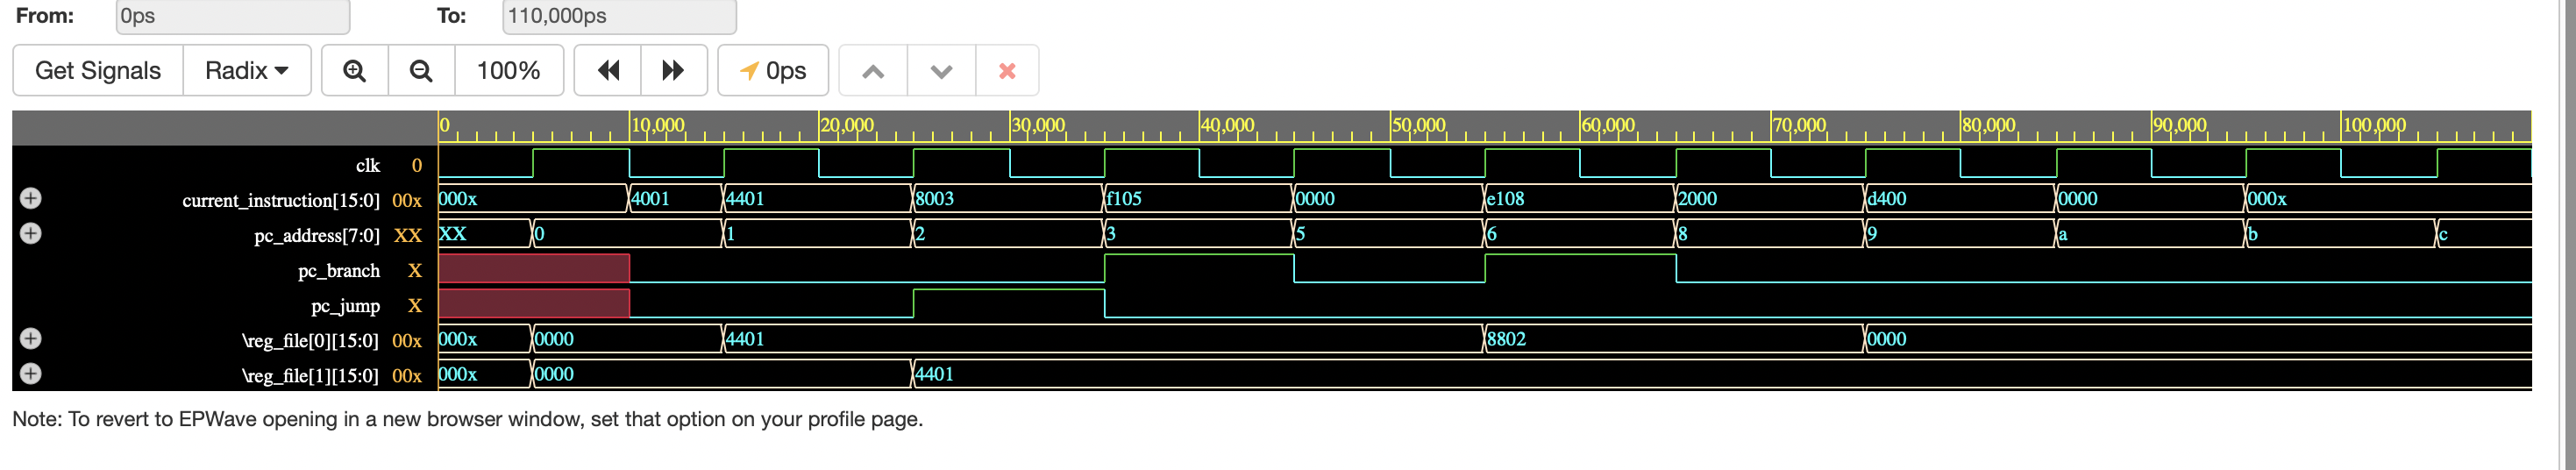 From: 0ps To: 110,000ps
Get Signals Radix 100% 0ps
0 10,000 20,000 30,000 40,000 50,000 60,000 70,000 80,000 90,000 100,000
clk 0
current_instruction[15:0] 00x 000x 4001 4401 8003 f105 0000 e108 2000 d400 0000 000x
pc_address[7:0] XX XX 0 1 2 3 5 6 8 9 a b c
pc_branch X
pc_jump X
\reg_file[0][15:0] 00x 000x 0000 4401 8802 0000
\reg_file[1][15:0] 00x 000x 0000 4401
Note: To revert to EPWave opening in a new browser window, set that option on your profile page.